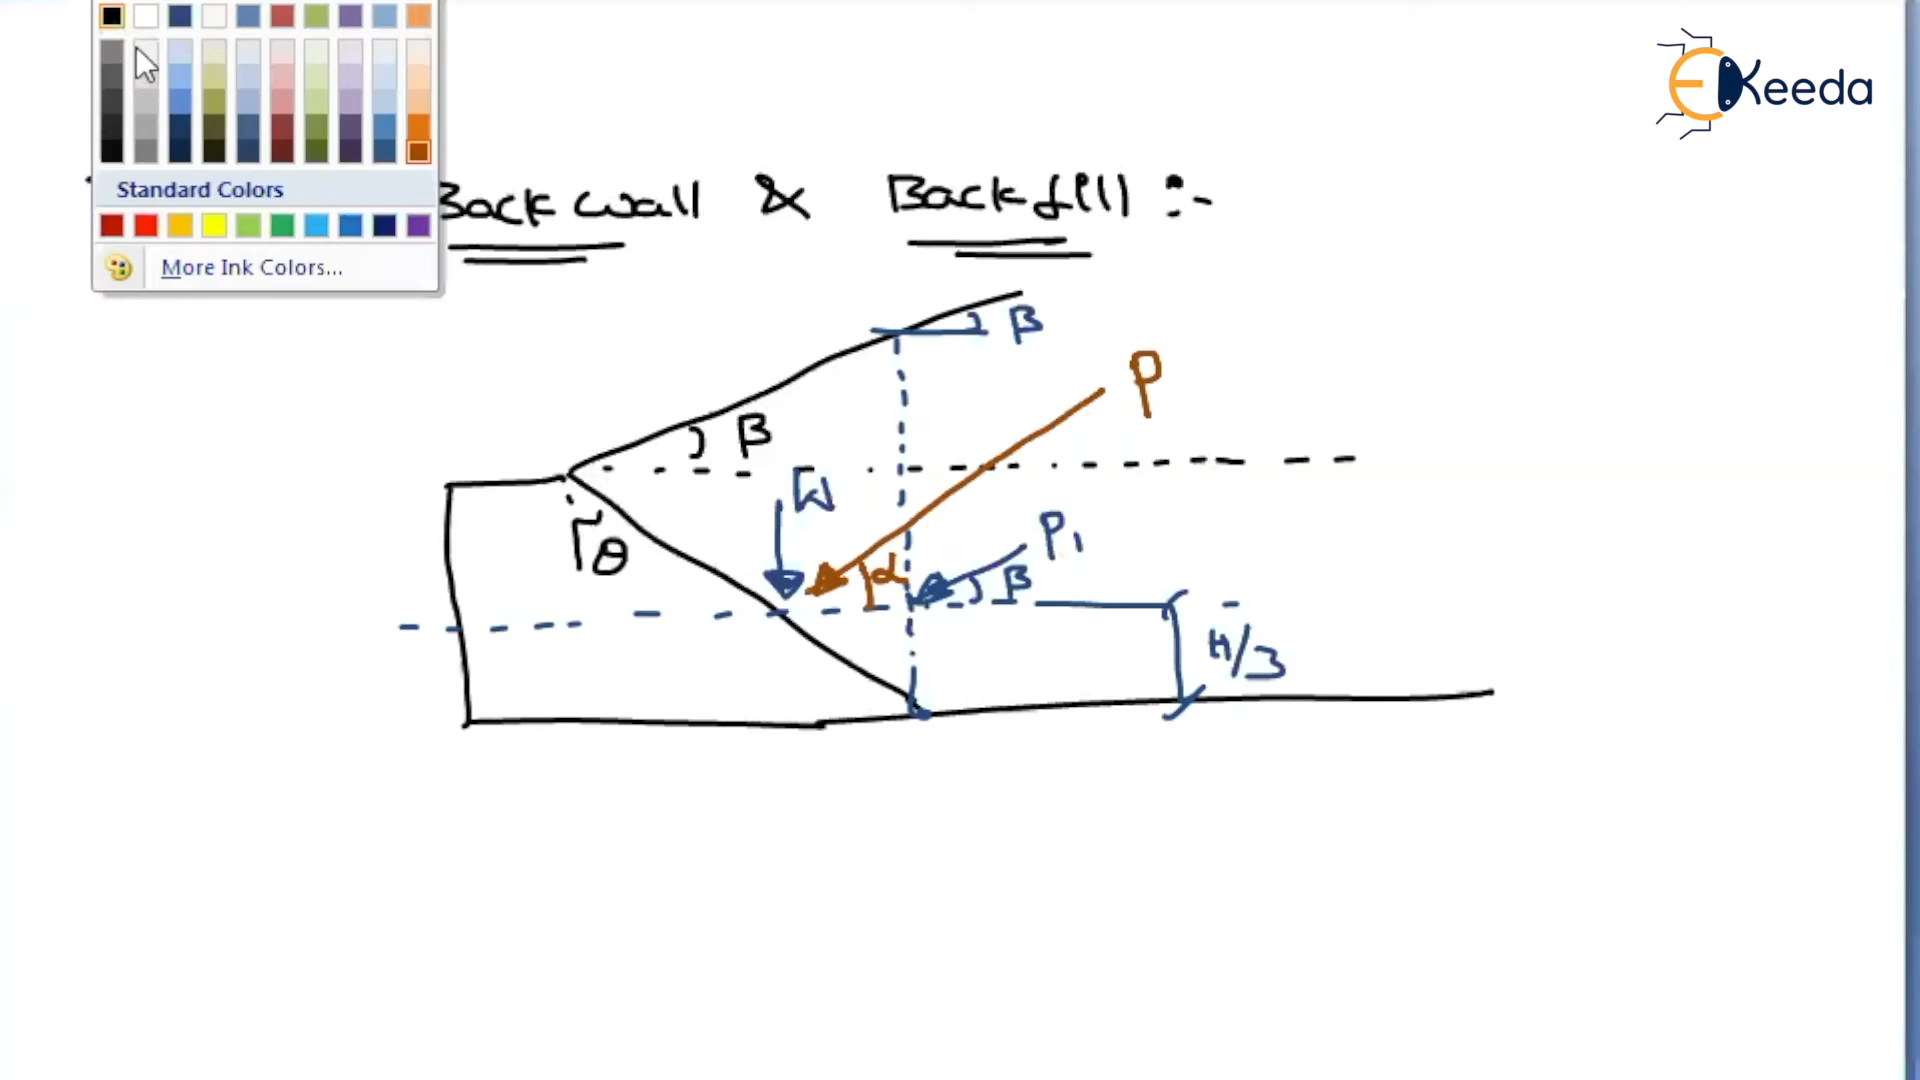 EKeeda
Standard Colors
More Ink Colors...
Back wall & Backfill :-
β
P
β
W
θ
P1
α
β
H/3